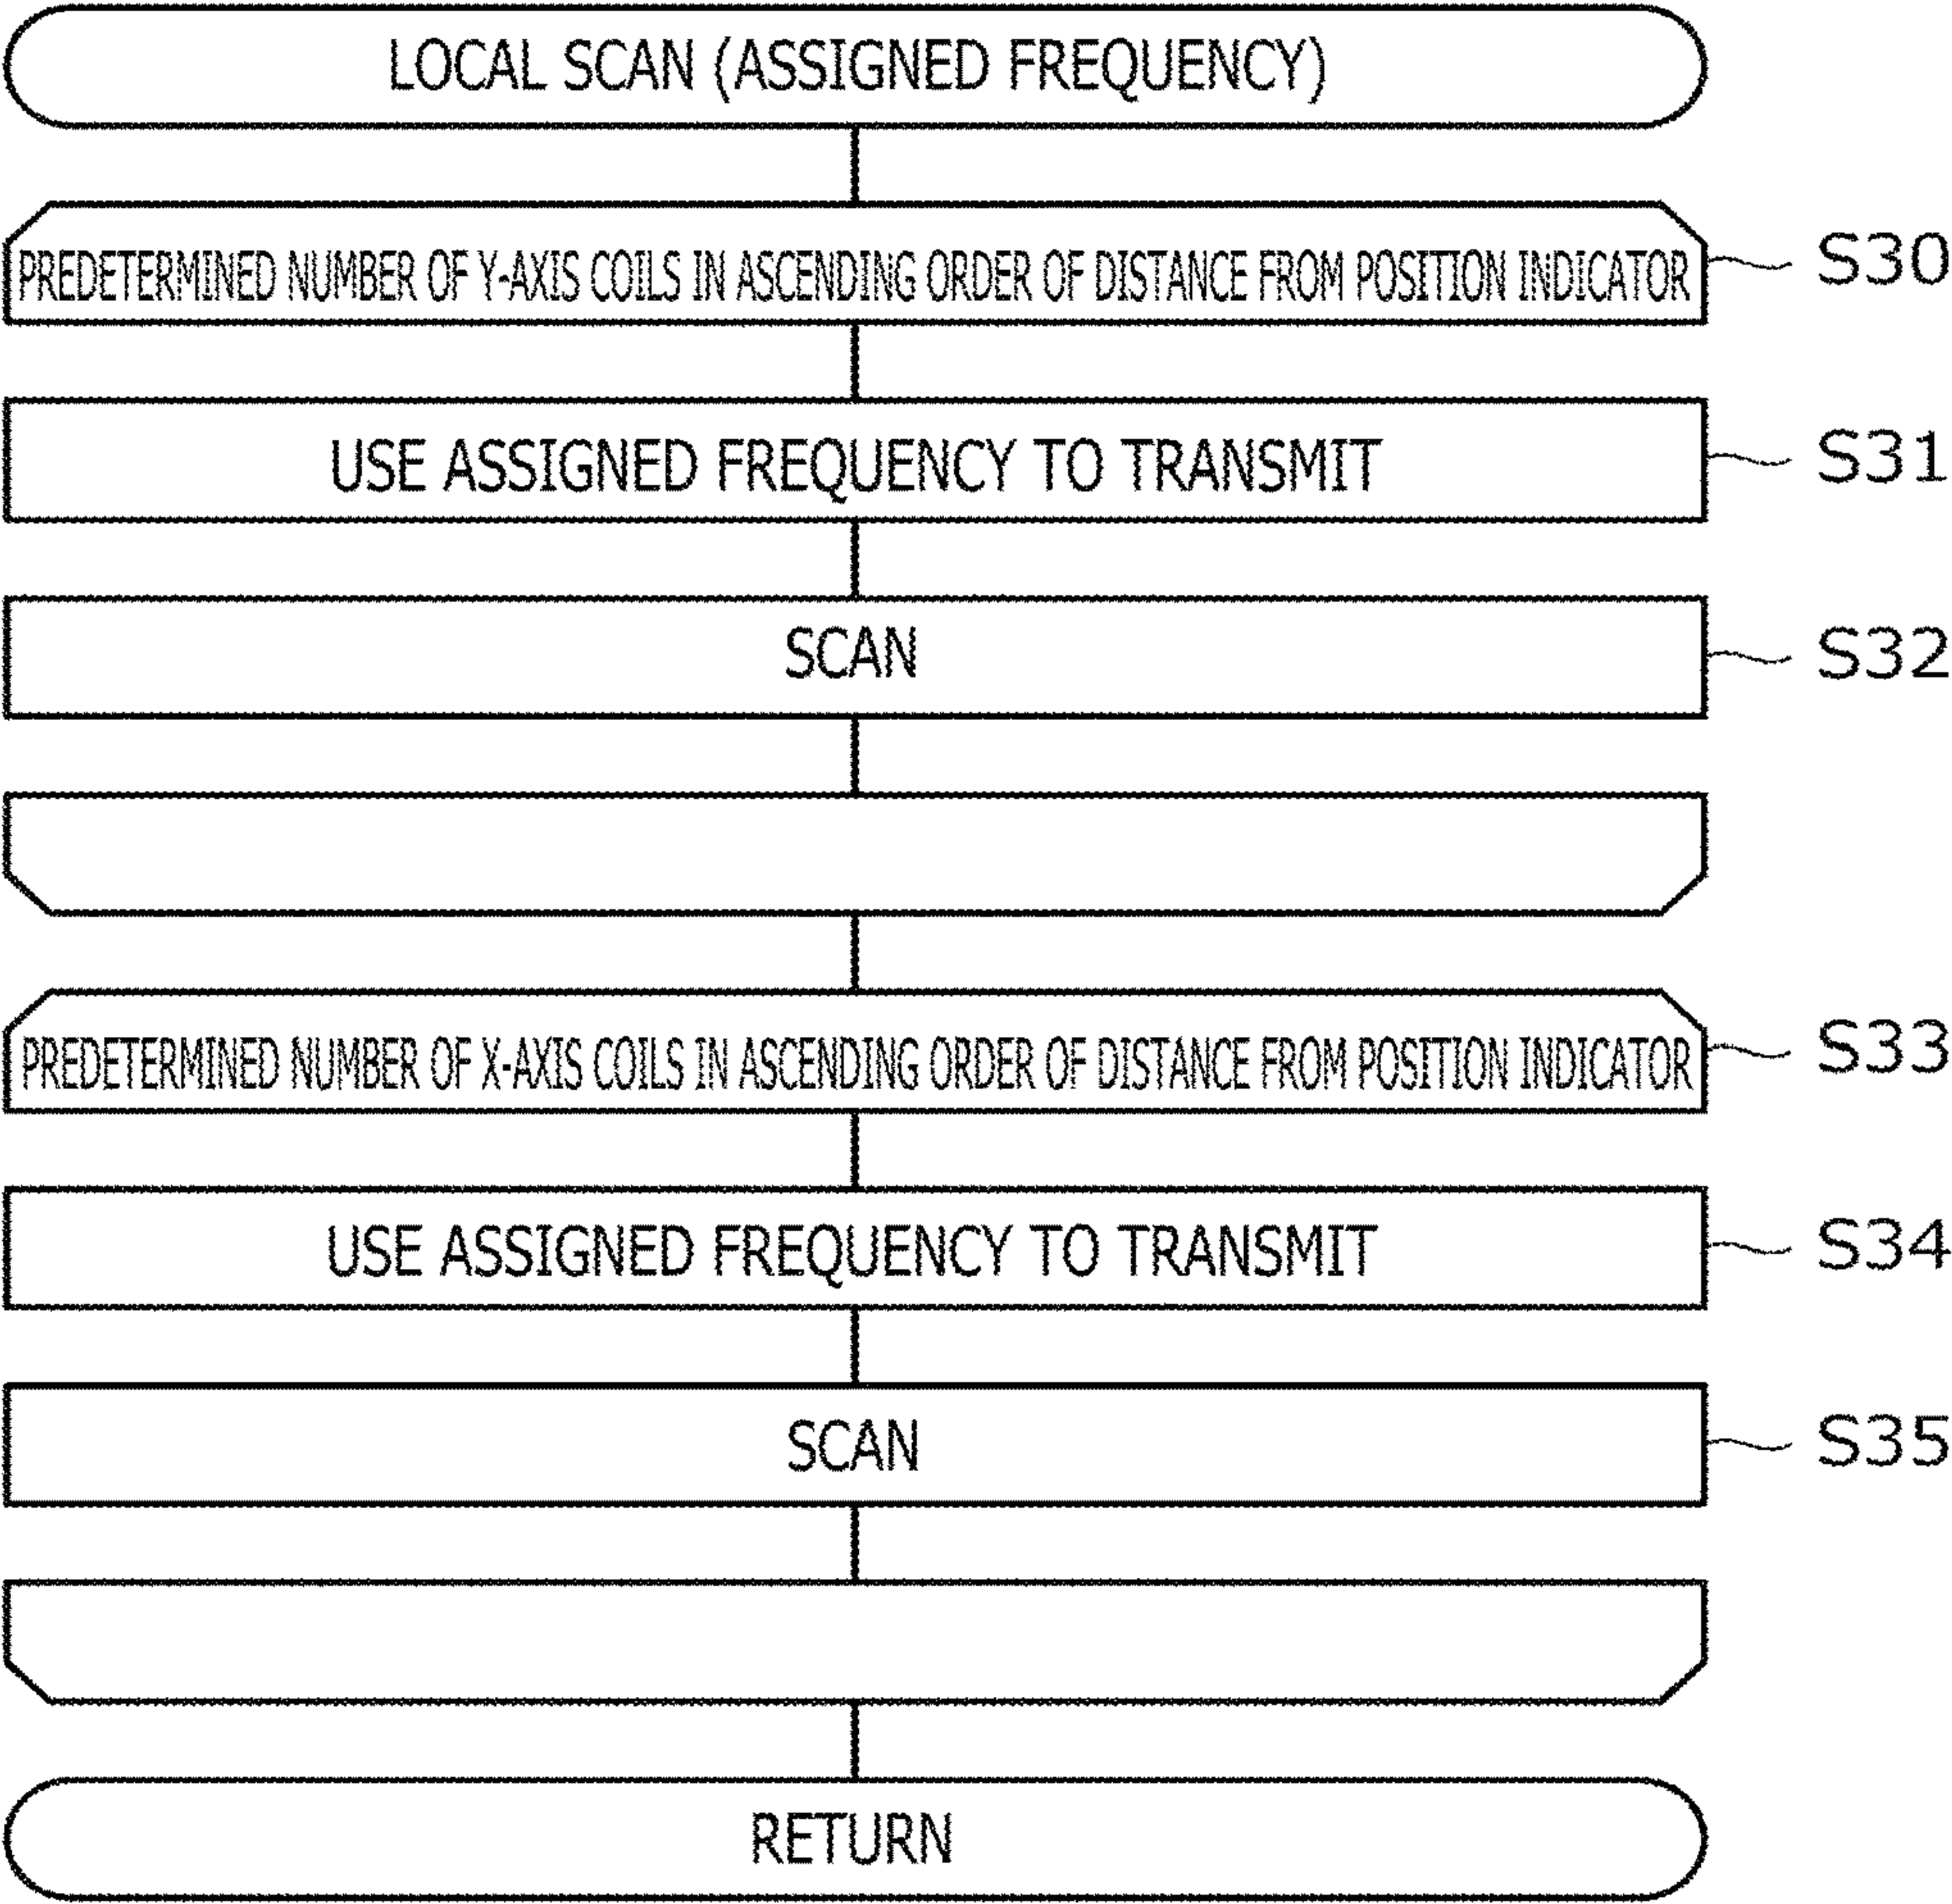 LOCAL SCAN (ASSIGNED FREQUENCY)
PREDETERMINED NUMBER OF Y-AXIS COILS IN ASCENDING ORDER OF DISTANCE FROM POSITION INDICATOR
S30
USE ASSIGNED FREQUENCY TO TRANSMIT
S31
SCAN
S32
PREDETERMINED NUMBER OF X-AXIS COILS IN ASCENDING ORDER OF DISTANCE FROM POSITION INDICATOR
S33
USE ASSIGNED FREQUENCY TO TRANSMIT
S34
SCAN
S35
RETURN